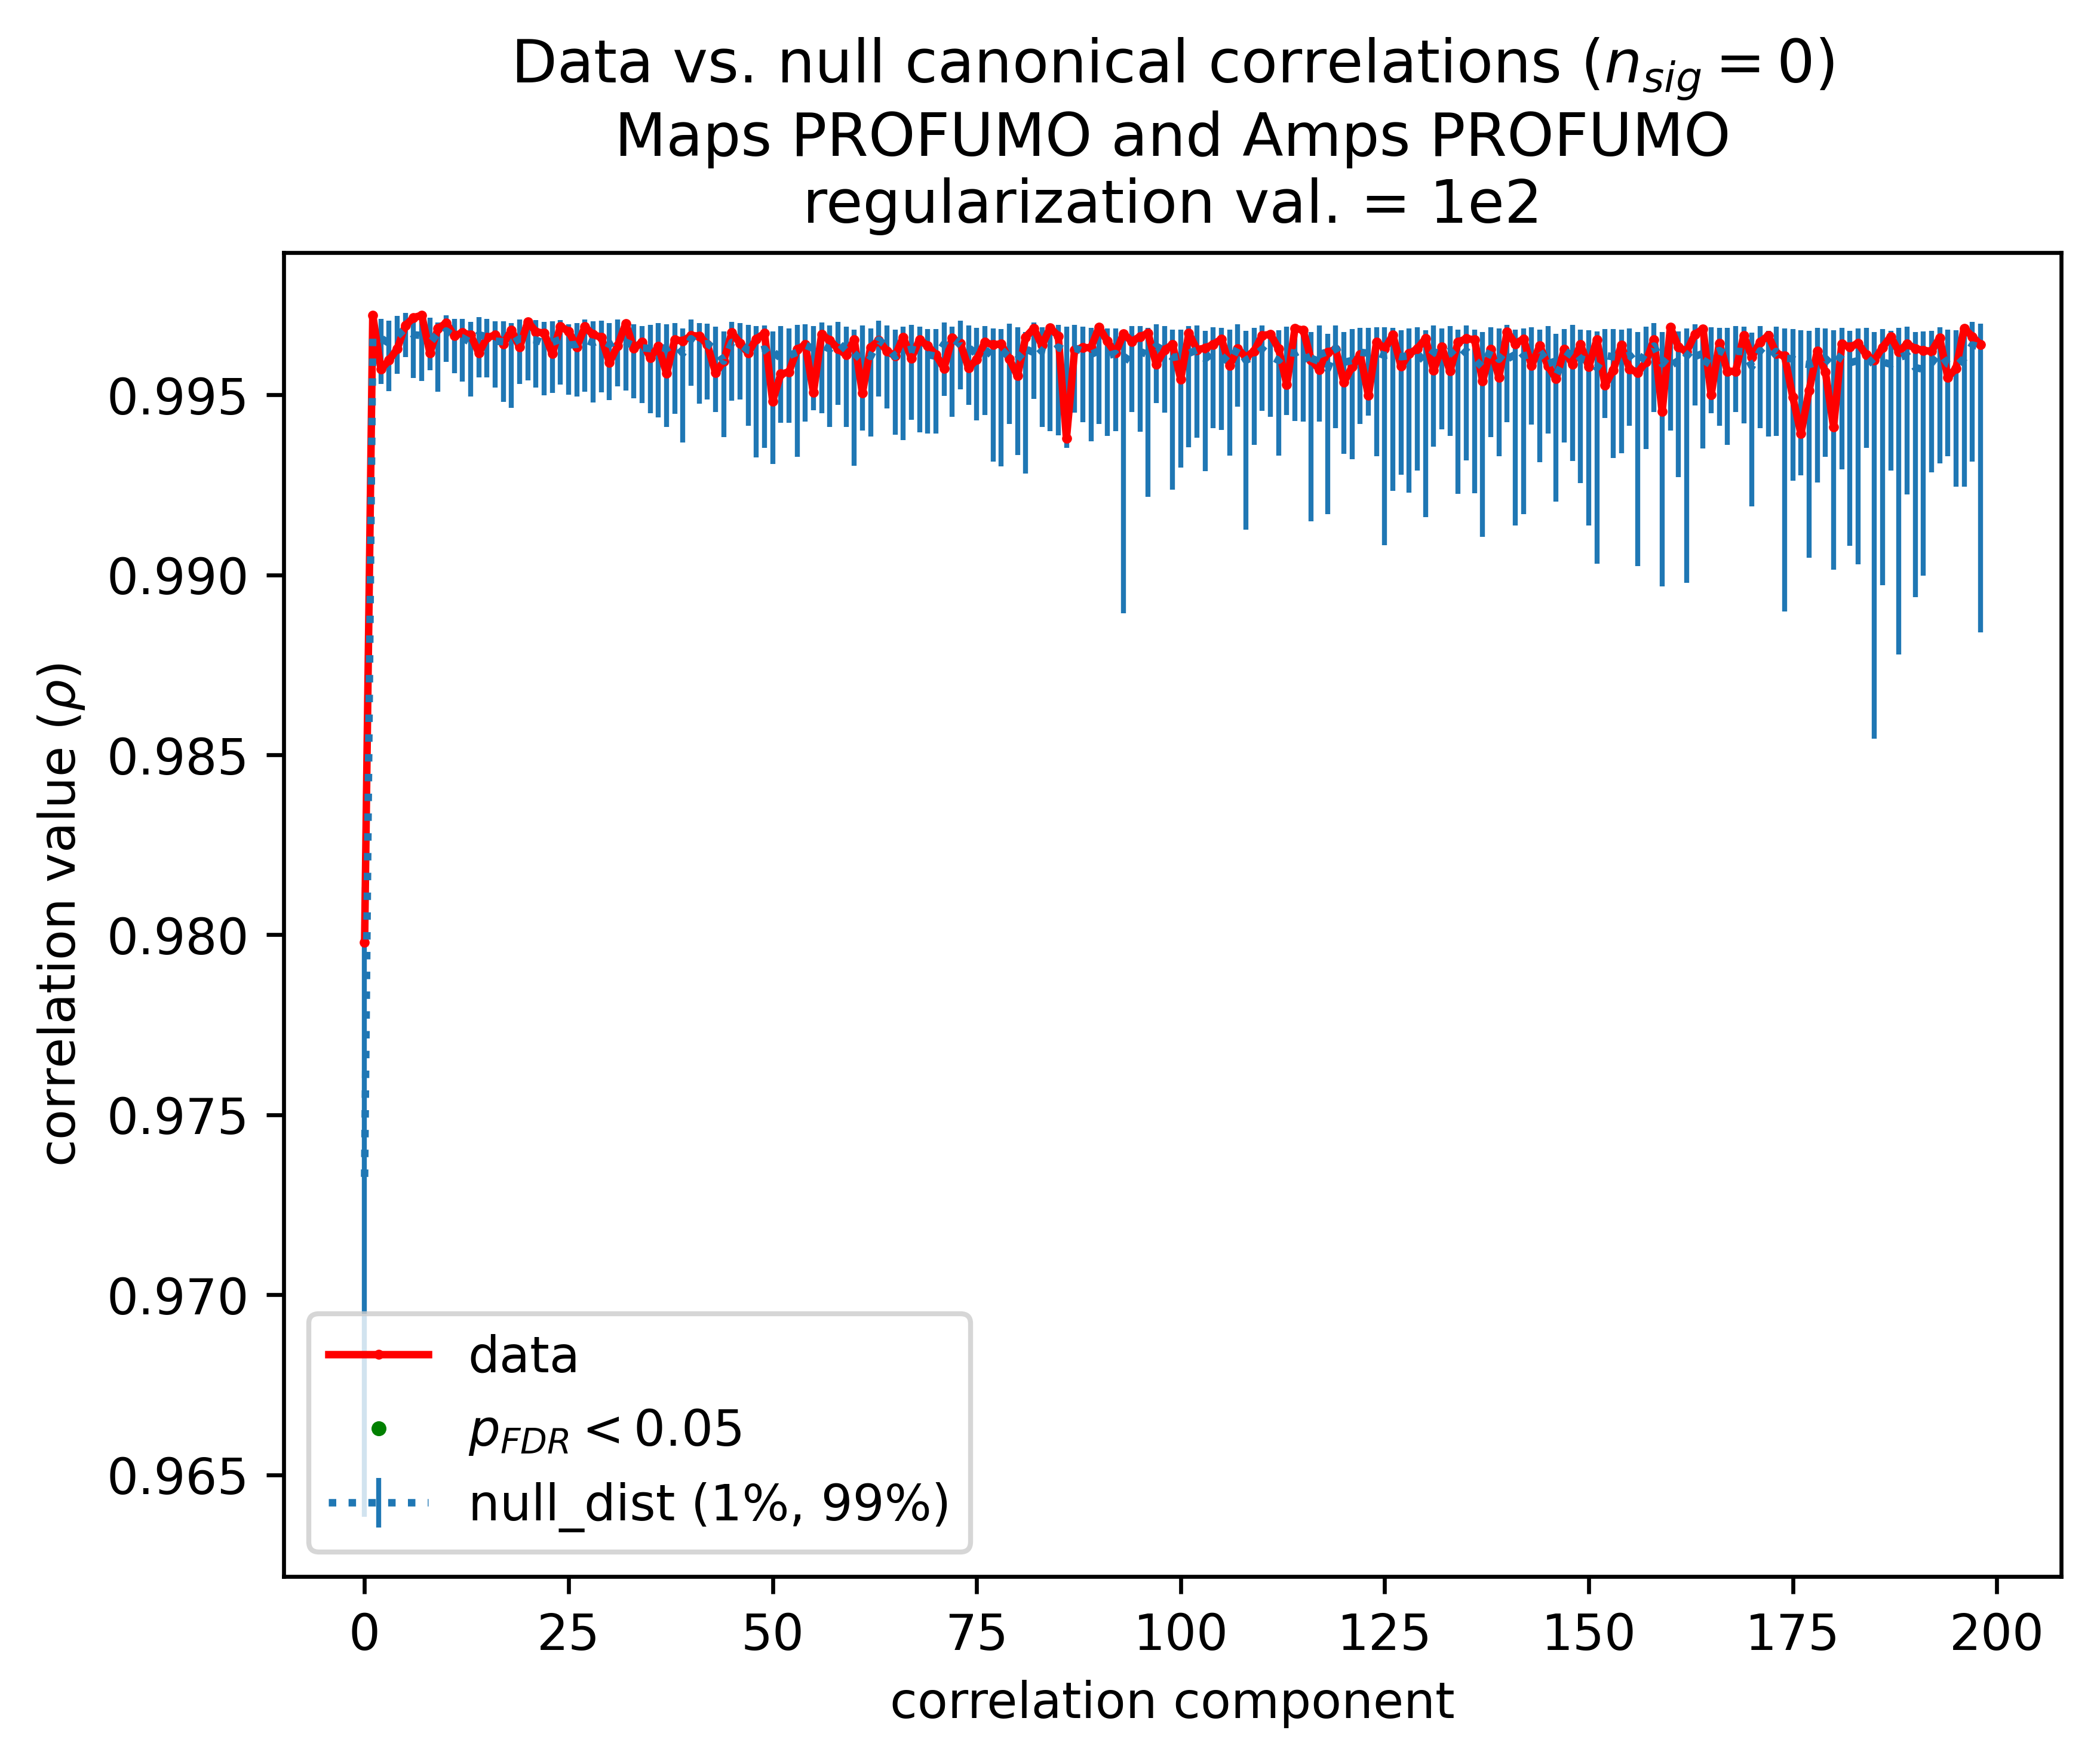 Data vs. null canonical correlations (n_sig = 0)
Maps PROFUMO and Amps PROFUMO
regularization val. = 1e2
correlation value (ρ)
0.995
0.990
0.985
0.980
0.975
0.970
0.965
data
p_FDR < 0.05
null_dist (1%, 99%)
0 25 50 75 100 125 150 175 200
correlation component